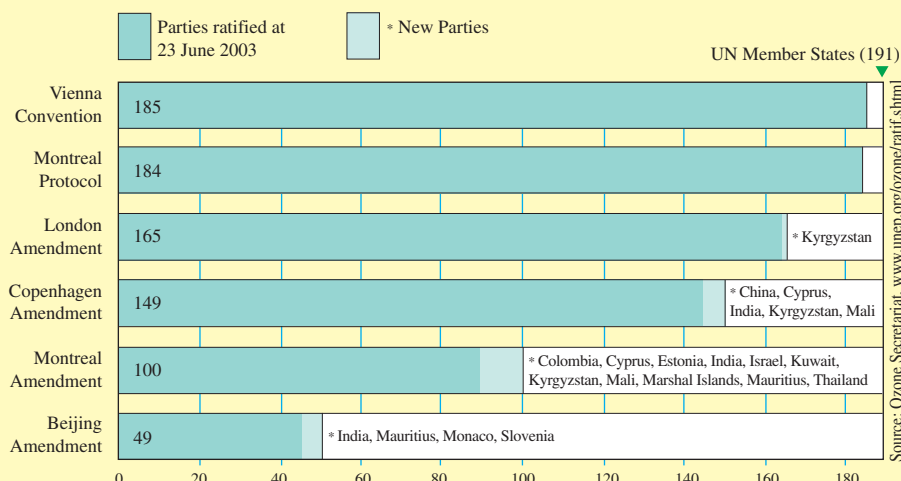 Parties ratified at
23 June 2003
* New Parties
UN Member States (191)
Vienna
Convention
185
Montreal
Protocol
184
London
Amendment
165
* Kyrgyzstan
Copenhagen
Amendment
149
* China, Cyprus,
India, Kyrgyzstan, Mali
Montreal
Amendment
100
* Colombia, Cyprus, Estonia, India, Israel, Kuwait,
Kyrgyzstan, Mali, Marshal Islands, Mauritius, Thailand
Beijing
Amendment
49
* India, Mauritius, Monaco, Slovenia
0 20 40 60 80 100 120 140 160 180
Source: Ozone Secretariat, www.unep.org/ozone/ratif.shtml